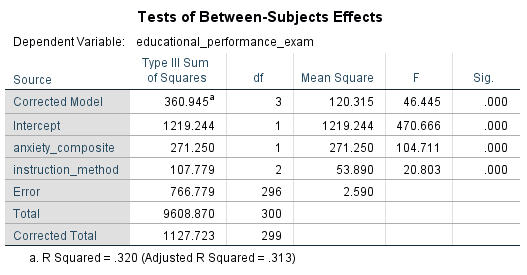 Tests of Between-Subjects Effects
Dependent Variable: educational_performance_exam
Source Type III Sum of Squares df Mean Square F Sig.
Corrected Model 360.945a 3 120.315 46.445 .000
Intercept 1219.244 1 1219.244 470.666 .000
anxiety_composite 271.250 1 271.250 104.711 .000
instruction_method 107.779 2 53.890 20.803 .000
Error 766.779 296 2.590
Total 9608.870 300
Corrected Total 1127.723 299
a. R Squared = .320 (Adjusted R Squared = .313)